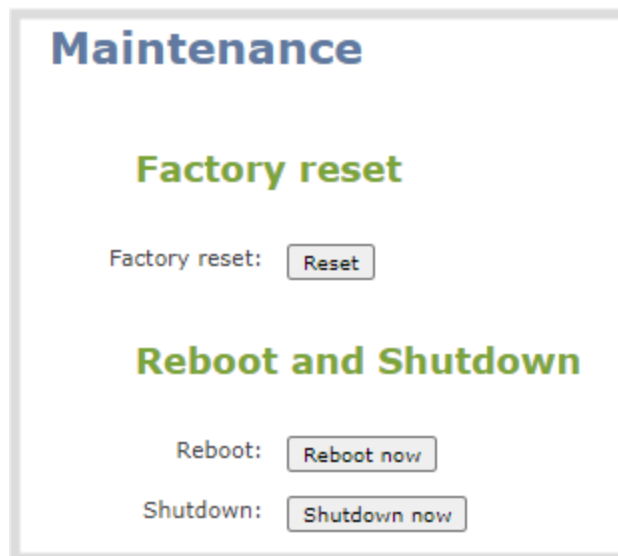 Maintenance
Factory reset
Factory reset: Reset
Reboot and Shutdown
Reboot: Reboot now
Shutdown: Shutdown now